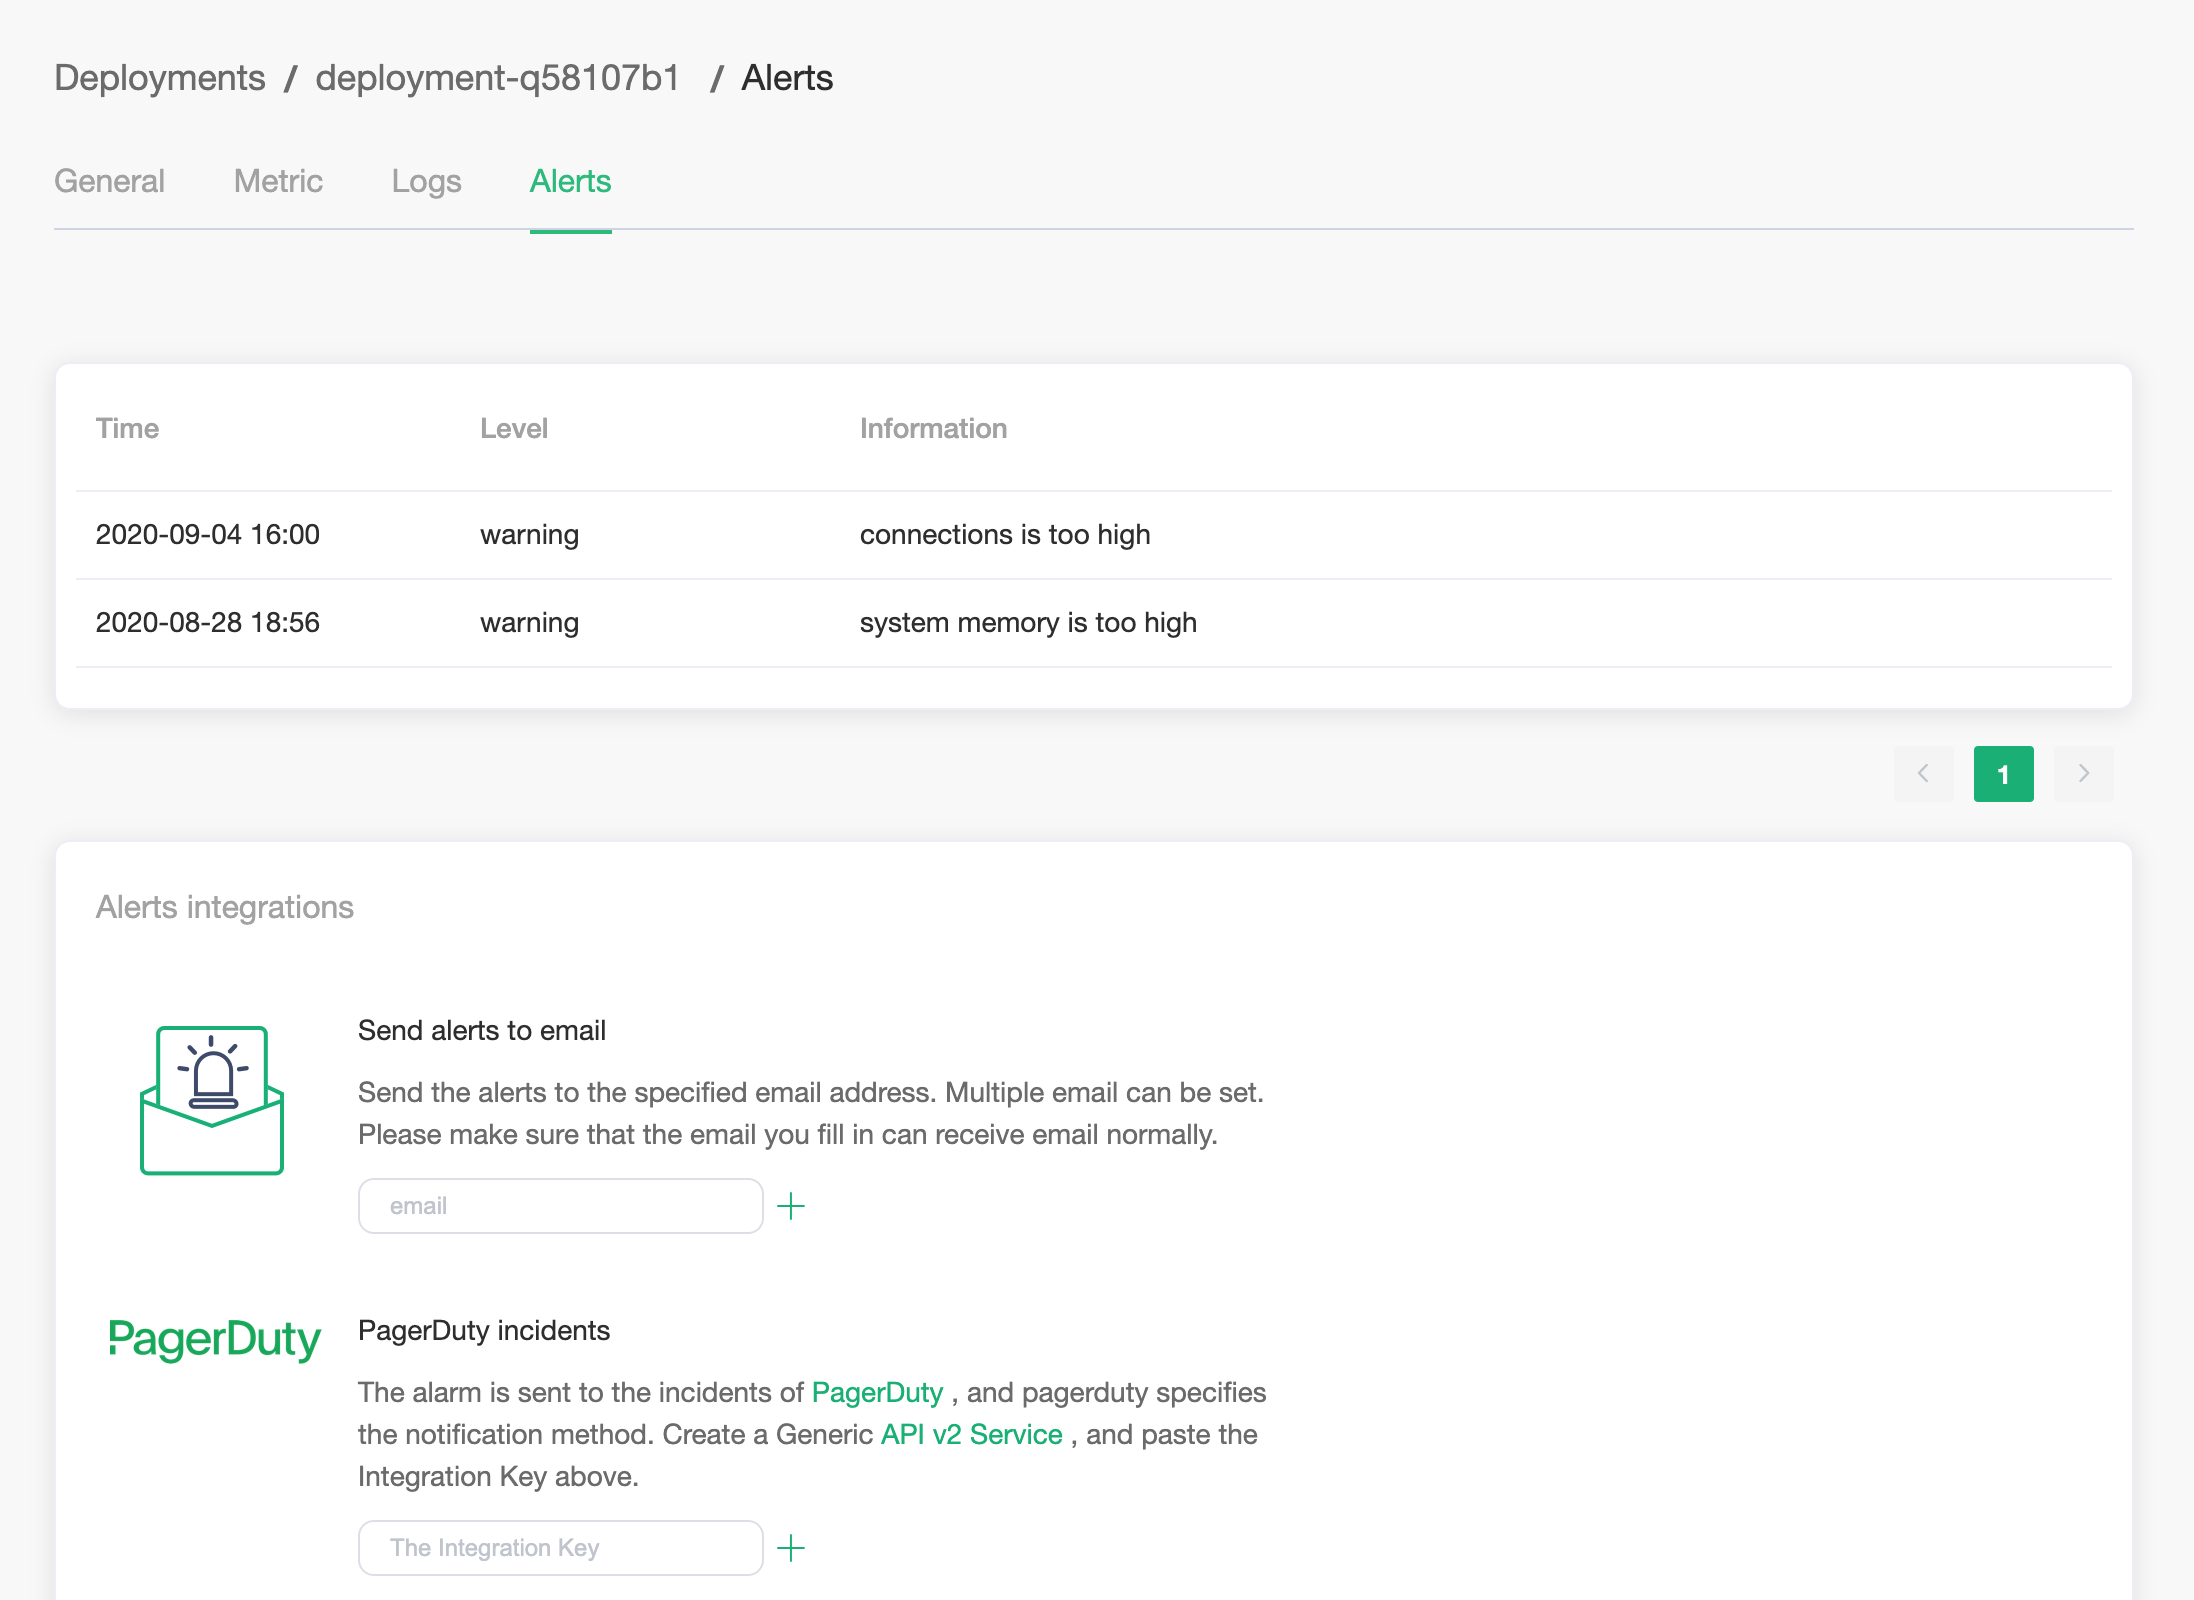 Deployments / deployment-q58107b1 / Alerts
General Metric Logs Alerts
Time Level Information
2020-09-04 16:00 warning connections is too high
2020-08-28 18:56 warning system memory is too high
1
Alerts integrations
Send alerts to email
Send the alerts to the specified email address. Multiple email can be set.
Please make sure that the email you fill in can receive email normally.
email
PagerDuty
PagerDuty incidents
The alarm is sent to the incidents of PagerDuty , and pagerduty specifies
the notification method. Create a Generic API v2 Service , and paste the
Integration Key above.
The Integration Key